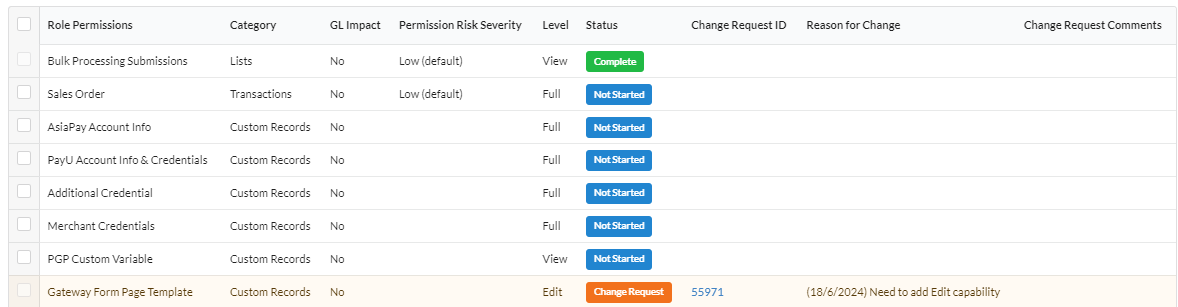 Role Permissions Category GL Impact Permission Risk Severity Level Status Change Request ID Reason for Change Change Request Comments
Bulk Processing Submissions Lists No Low (default) View Complete
Sales Order Transactions No Low (default) Full Not Started
AsiaPay Account Info Custom Records No Full Not Started
PayU Account Info & Credentials Custom Records No Full Not Started
Additional Credential Custom Records No Full Not Started
Merchant Credentials Custom Records No Full Not Started
PGP Custom Variable Custom Records No View Not Started
Gateway Form Page Template Custom Records No Edit Change Request 55971 (18/6/2024) Need to add Edit capability